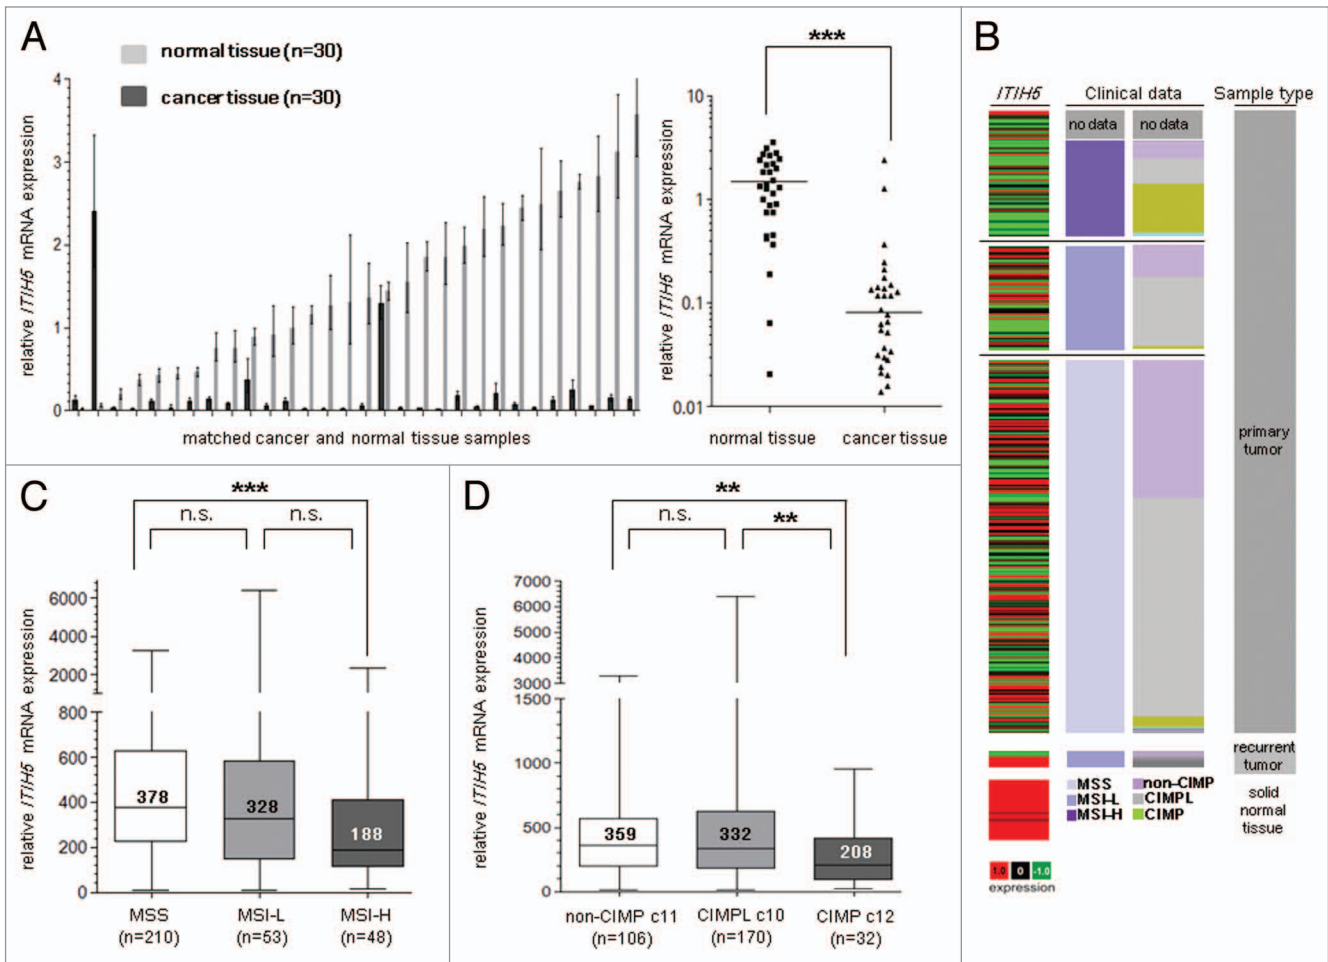 A
normal tissue (n=30)
cancer tissue (n=30)
relative ITIH5 mRNA expression
4
3
2
1
0
matched cancer and normal tissue samples
***
relative ITIH5 mRNA expression
10
1
0.1
0.01
normal tissue
cancer tissue
B
ITIH5
Clinical data
Sample type
no data
no data
primary
tumor
recurrent
tumor
solid
normal
tissue
MSS
MSI-L
MSI-H
non-CIMP
CIMPL
CIMP
1.0
0
-1.0
expression
C
***
n.s.
n.s.
relative ITIH5 mRNA expression
6000
4000
2000
800
600
400
200
0
378
328
188
MSS
(n=210)
MSI-L
(n=53)
MSI-H
(n=48)
D
**
n.s.
**
relative ITIH5 mRNA expression
7000
6000
5000
4000
3000
1500
1000
500
0
359
332
208
non-CIMP c11
(n=106)
CIMPL c10
(n=170)
CIMP c12
(n=32)